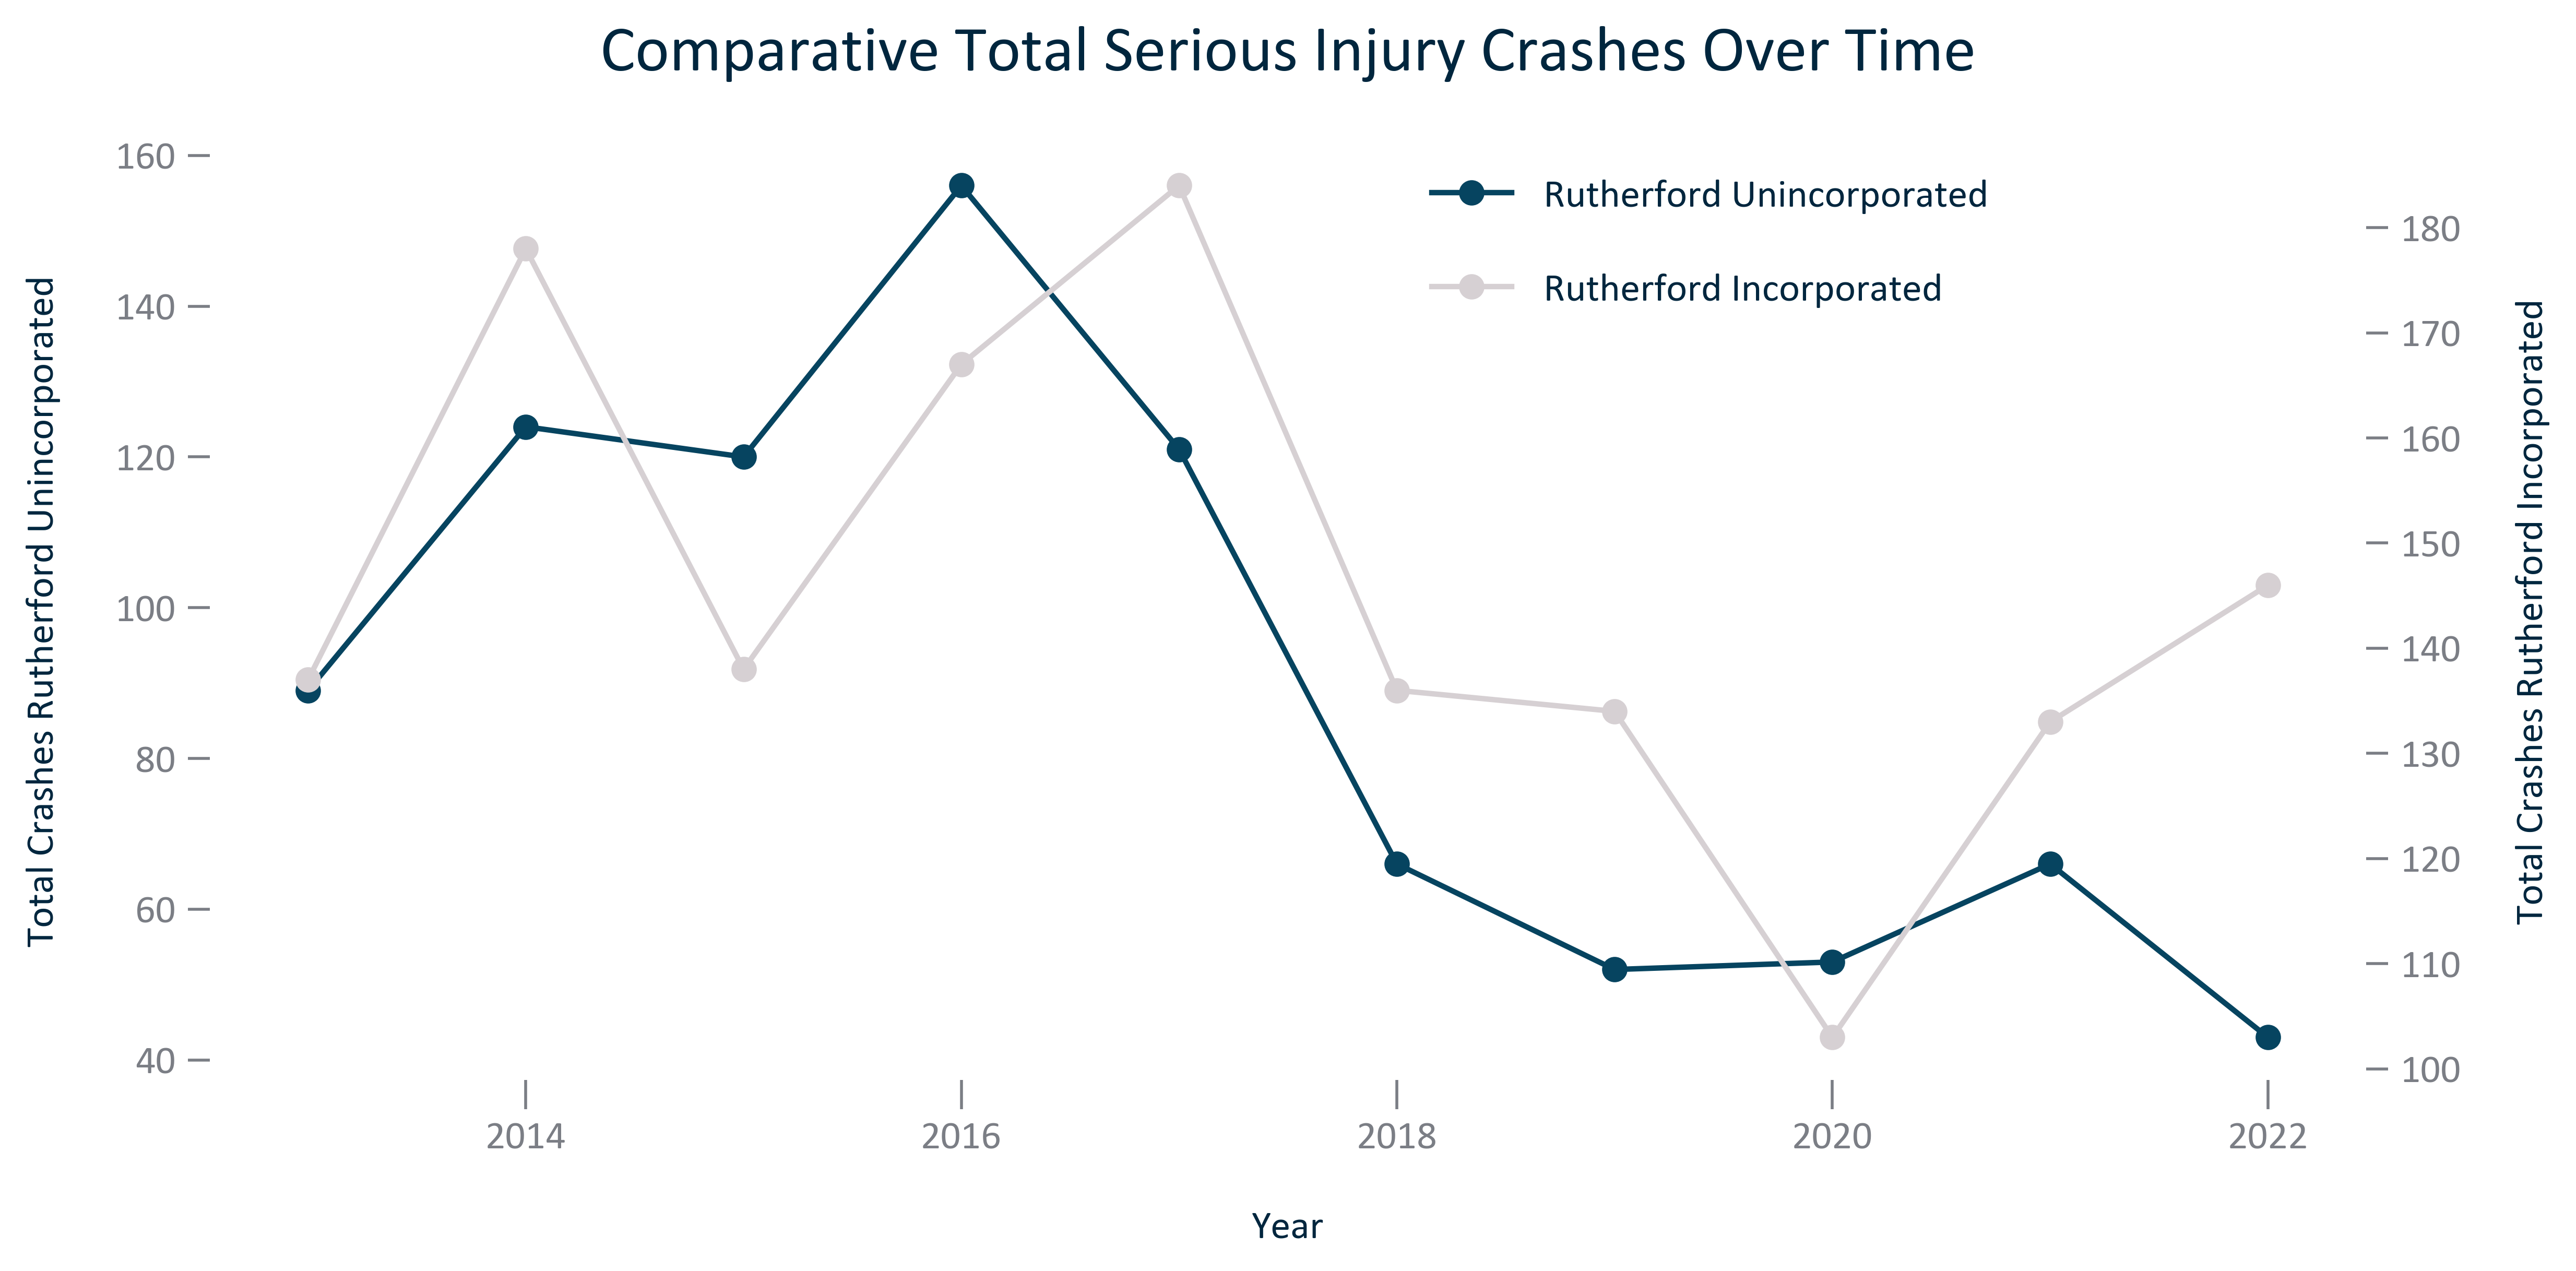 Comparative Total Serious Injury Crashes Over Time
Rutherford Unincorporated
Rutherford Incorporated
Total Crashes Rutherford Unincorporated
160
140
120
100
80
60
40
Total Crashes Rutherford Incorporated
180
170
160
150
140
130
120
110
100
2014 2016 2018 2020 2022
Year